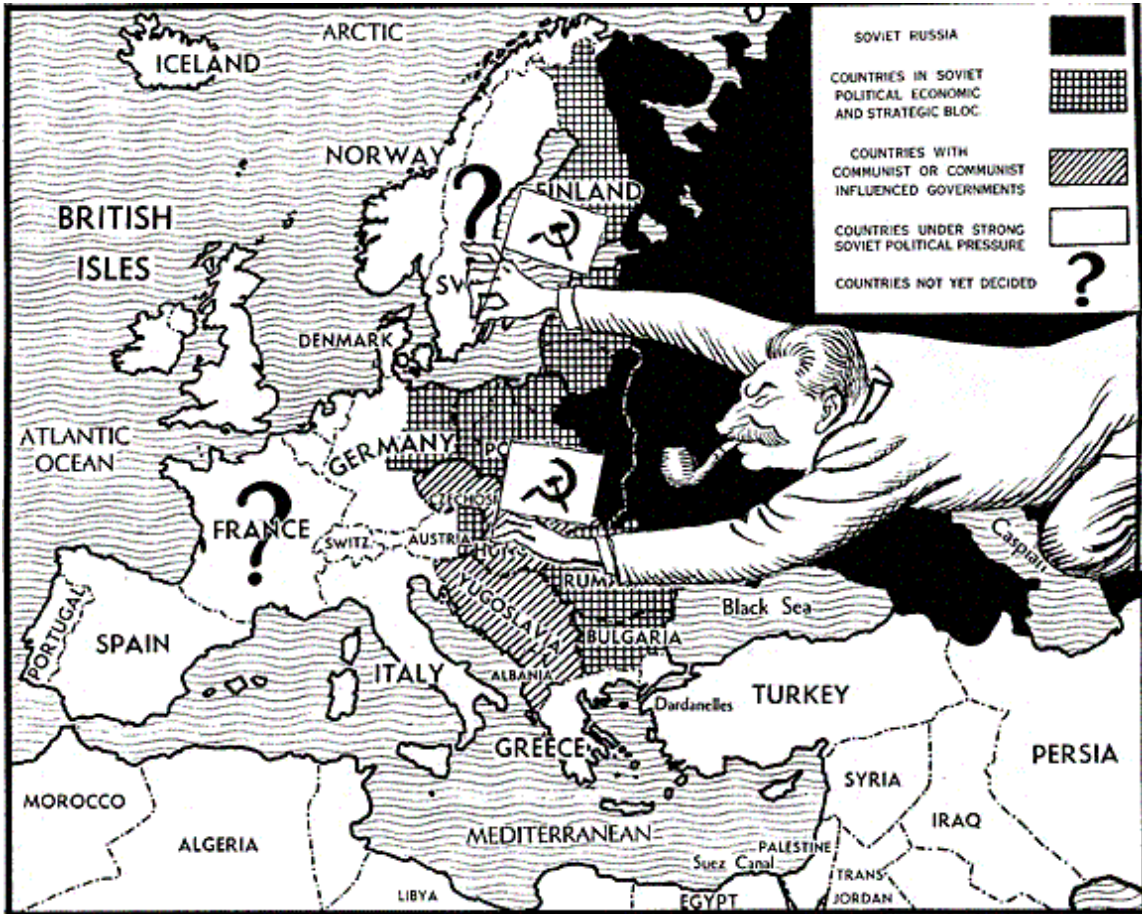 ARCTIC
ICELAND
SOVIET RUSSIA
COUNTRIES IN SOVIET
POLITICAL ECONOMIC
AND STRATEGIC BLOC.
COUNTRIES WITH
COMMUNIST OR COMMUNIST
INFLUENCED GOVERNMENTS
COUNTRIES UNDER STRONG
SOVIET POLITICAL PRESSURE
COUNTRIES NOT YET DECIDED ?
NORWAY
?
FINLAND
BRITISH
ISLES
SW
DENMARK
ATLANTIC
OCEAN
GERMANY
PO
CZECHOSL
?
FRANCE
SWITZ.
AUSTRIA
HU
RUM
Caspian
Black Sea
YUGOSLAVA
BULGARIA
PORTUGAL
SPAIN
ITALY
ALBANIA
Dardanelles
TURKEY
GREECE
PERSIA
SYRIA
MOROCCO
ALGERIA
IRAQ
MEDITERRANEAN
PALESTINE
Suez Canal
TRANS
JORDAN
LIBYA
EGYPT